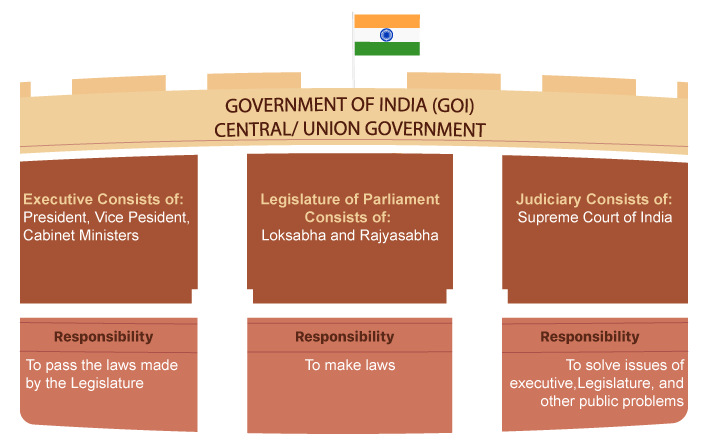 GOVERNMENT OF INDIA (GOI)
CENTRAL/ UNION GOVERNMENT
Executive Consists of:
President, Vice Pesident,
Cabinet Ministers
Legislature of Parliament
Consists of:
Loksabha and Rajyasabha
Judiciary Consists of:
Supreme Court of India
Responsibility
To pass the laws made
by the Legislature
Responsibility
To make laws
Responsibility
To solve issues of
executive,Legislature, and
other public problems